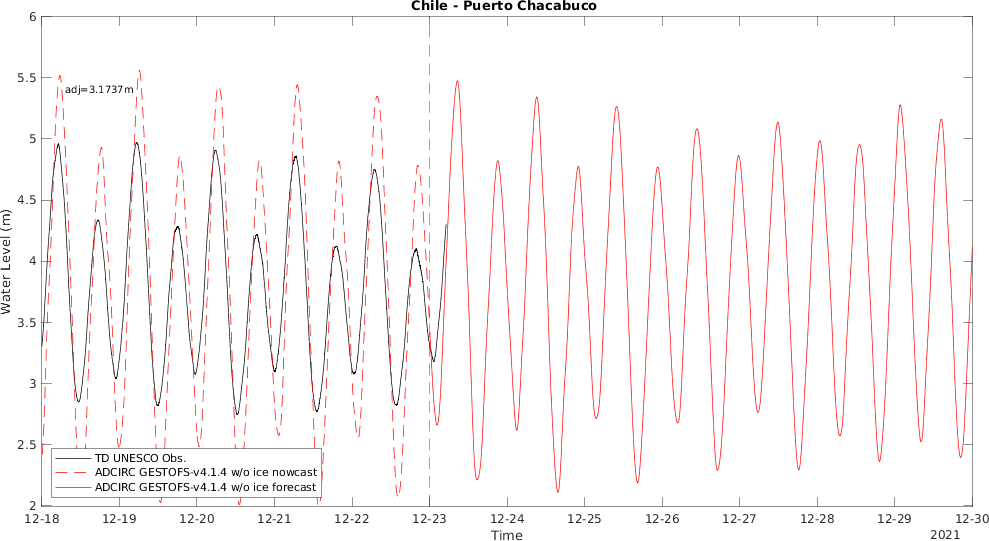 Chile - Puerto Chacabuco
6
5.5
5
4.5
4
3.5
3
2.5
2
Water Level (m)
adj=3.1737m
TD UNESCO Obs.
ADCIRC GESTOFS-v4.1.4 w/o ice nowcast
ADCIRC GESTOFS-v4.1.4 w/o ice forecast
12-18 12-19 12-20 12-21 12-22 12-23 12-24 12-25 12-26 12-27 12-28 12-29 12-30
Time
2021